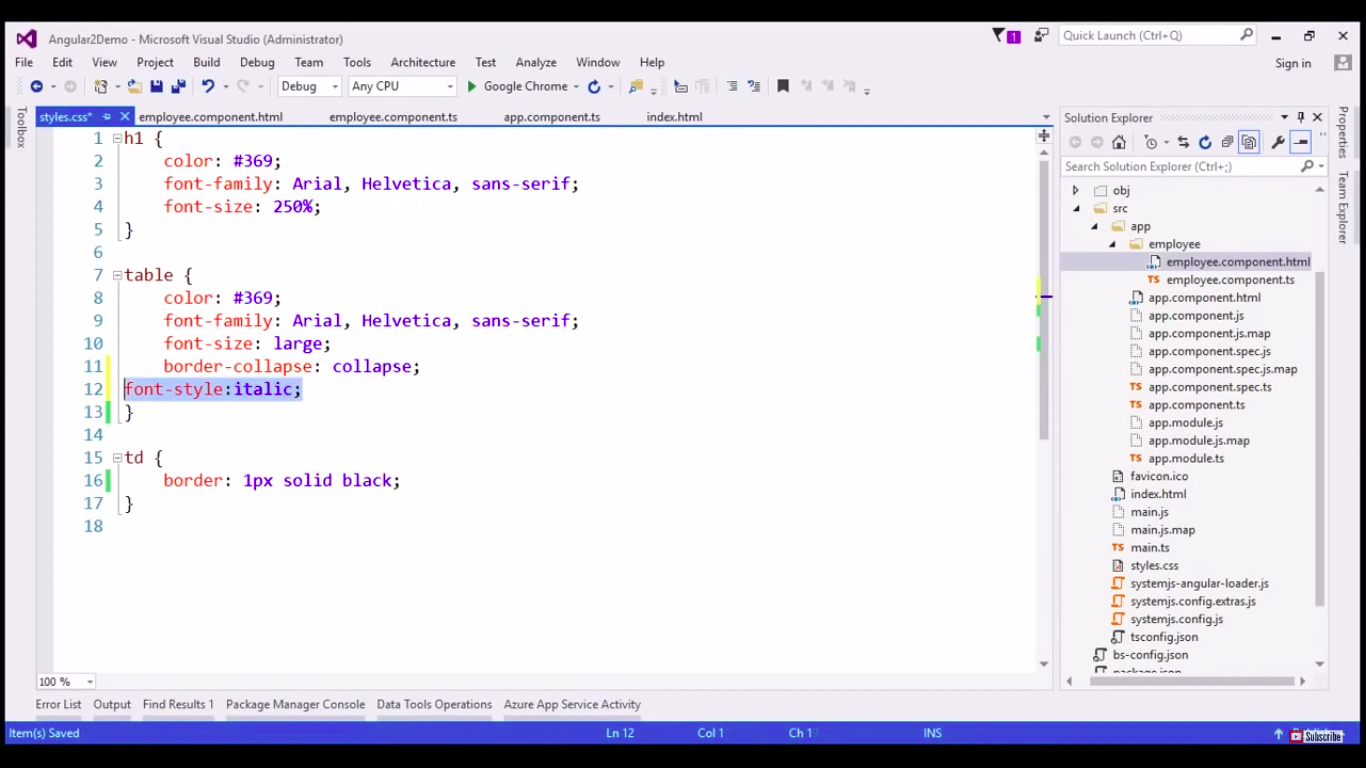 Angular2Demo - Microsoft Visual Studio (Administrator)
1
Quick Launch (Ctrl+Q)
File Edit View Project Build Debug Team Tools Architecture Test Analyze Window Help
Sign in
Debug Any CPU Google Chrome
Toolbox
styles.css* employee.component.html employee.component.ts app.component.ts index.html
1 h1 {
2 color: #369;
3 font-family: Arial, Helvetica, sans-serif;
4 font-size: 250%;
5 }
6
7 table {
8 color: #369;
9 font-family: Arial, Helvetica, sans-serif;
10 font-size: large;
11 border-collapse: collapse;
12 font-style:italic;
13 }
14
15 td {
16 border: 1px solid black;
17 }
18
100 %
Solution Explorer
Search Solution Explorer (Ctrl+;)
obj
src
app
employee
employee.component.html
TS employee.component.ts
app.component.html
app.component.js
app.component.js.map
app.component.spec.js
app.component.spec.js.map
TS app.component.spec.ts
TS app.component.ts
app.module.js
app.module.js.map
TS app.module.ts
favicon.ico
index.html
main.js
main.js.map
TS main.ts
styles.css
systemjs-angular-loader.js
systemjs.config.extras.js
systemjs.config.js
tsconfig.json
bs-config.json
package.json
Properties
Team Explorer
Error List Output Find Results 1 Package Manager Console Data Tools Operations Azure App Service Activity
Item(s) Saved Ln 12 Col 1 Ch 1 INS
Subscribe